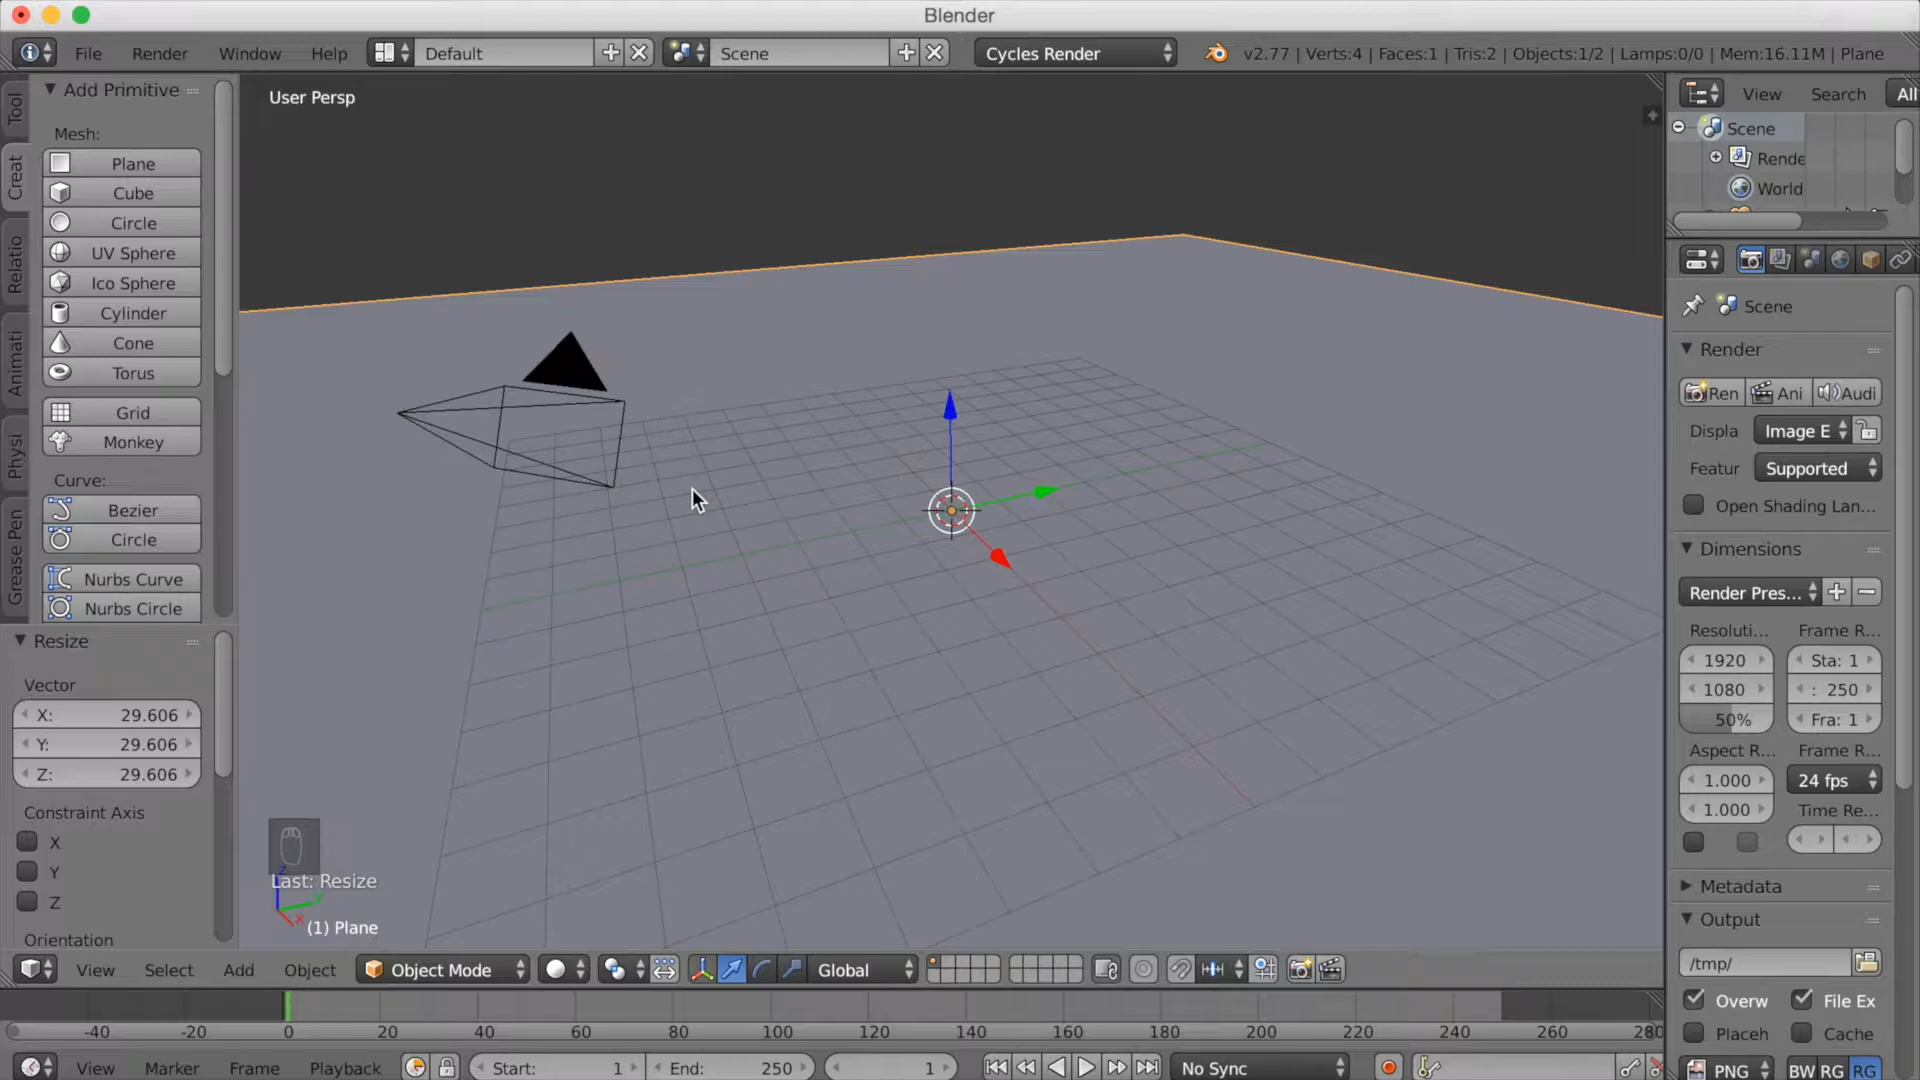 Blender
File Render Window Help Default Scene Cycles Render v2.77 | Verts:4 | Faces:1 | Tris:2 | Objects:1/2 | Lamps:0/0 | Mem:16.11M | Plane
Tool
Creat
Relatio
Animati
Physi
Grease Pen
Add Primitive
Mesh:
Plane
Cube
Circle
UV Sphere
Ico Sphere
Cylinder
Cone
Torus
Grid
Monkey
Curve:
Bezier
Circle
Nurbs Curve
Nurbs Circle
Resize
Vector
X: 29.606
Y: 29.606
Z: 29.606
Constraint Axis
X
Y
Z
Orientation
User Persp
Last: Resize
(1) Plane
View Search All
Scene
Rende
World
Scene
Render
Ren Ani Audi
Displa Image E
Featur Supported
Open Shading Lan...
Dimensions
Render Pres...
Resoluti... Frame R...
1920 Sta: 1
1080 : 250
50% Fra: 1
Aspect R... Frame R...
1.000 24 fps
1.000 Time Re...
Metadata
Output
/tmp/
Overw File Ex
Placeh Cache
PNG BW RG RG
View Select Add Object Object Mode Global
-40 -20 0 20 40 60 80 100 120 140 160 180 200 220 240 260 280
View Marker Frame Playback Start: 1 End: 250 1 No Sync